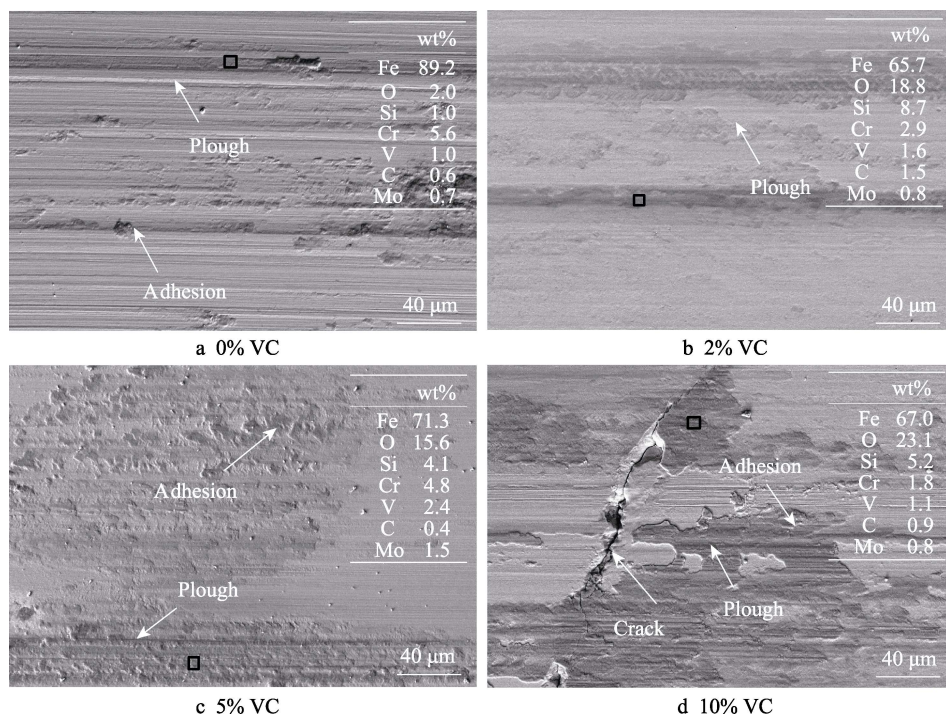 wt%
Fe 89.2
O 2.0
Si 1.0
Cr 5.6
V 1.0
C 0.6
Mo 0.7
Plough
Adhesion
40 μm
a 0% VC
wt%
Fe 65.7
O 18.8
Si 8.7
Cr 2.9
V 1.6
C 1.5
Mo 0.8
Plough
40 μm
b 2% VC
wt%
Fe 71.3
O 15.6
Si 4.1
Cr 4.8
V 2.4
C 0.4
Mo 1.5
Adhesion
Plough
40 μm
c 5% VC
wt%
Fe 67.0
O 23.1
Si 5.2
Cr 1.8
V 1.1
C 0.9
Mo 0.8
Adhesion
Plough
Crack
40 μm
d 10% VC